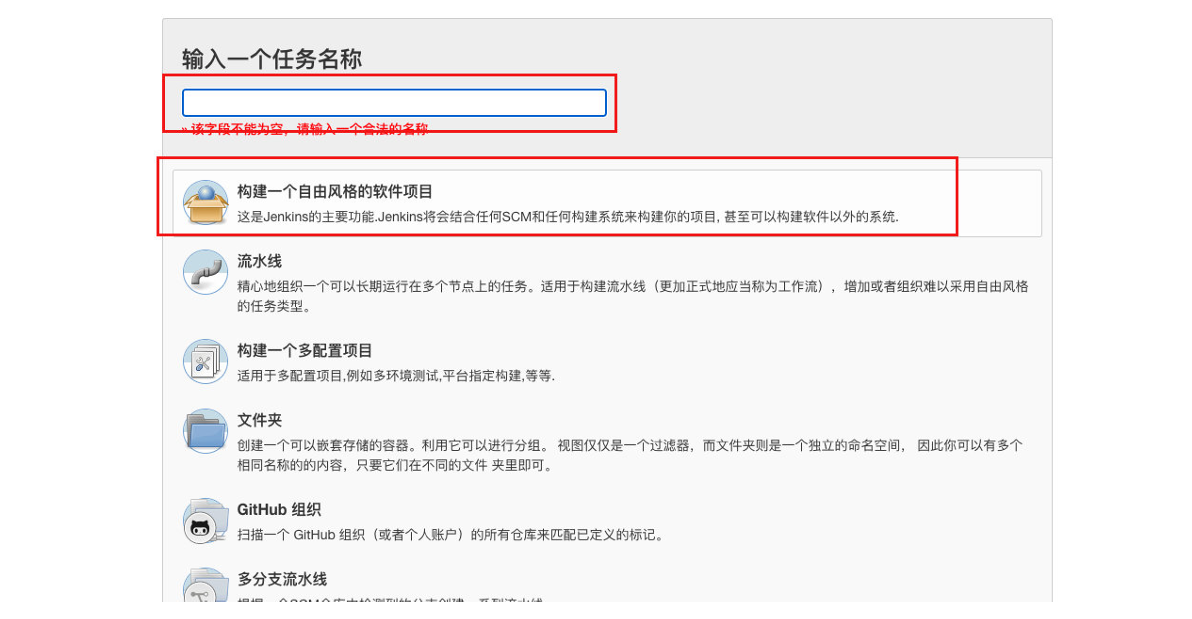 输入一个任务名称
» 该字段不能为空，请输入一个合法的名称
构建一个自由风格的软件项目
这是Jenkins的主要功能.Jenkins将会结合任何SCM和任何构建系统来构建你的项目, 甚至可以构建软件以外的系统.
流水线
精心地组织一个可以长期运行在多个节点上的任务。适用于构建流水线（更加正式地应当称为工作流），增加或者组织难以采用自由风格
的任务类型。
构建一个多配置项目
适用于多配置项目,例如多环境测试,平台指定构建,等等.
文件夹
创建一个可以嵌套存储的容器。利用它可以进行分组。 视图仅仅是一个过滤器，而文件夹则是一个独立的命名空间， 因此你可以有多个
相同名称的的内容，只要它们在不同的文件 夹里即可。
GitHub 组织
扫描一个 GitHub 组织（或者个人账户）的所有仓库来匹配已定义的标记。
多分支流水线